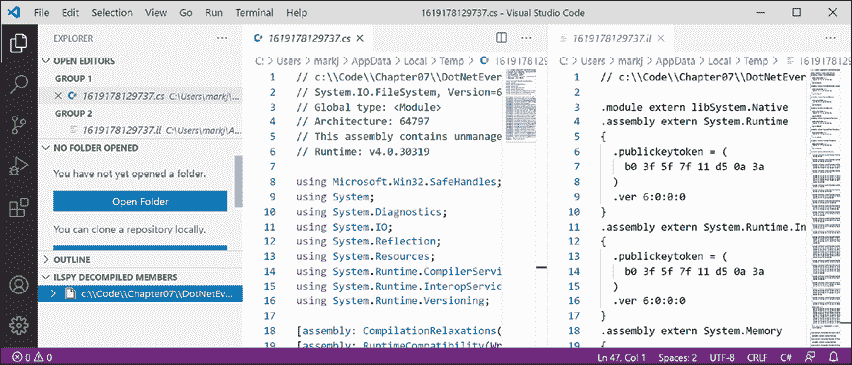 File Edit Selection View Go Run Terminal Help 1619178129737.cs - Visual Studio Code
EXPLORER
OPEN EDITORS
GROUP 1
1619178129737.cs C:\Users\markj\...
GROUP 2
1619178129737.il C:\Users\markj\A...
NO FOLDER OPENED
You have not yet opened a folder.
Open Folder
You can clone a repository locally.
OUTLINE
ILSPY DECOMPILED MEMBERS
c:\\Code\\Chapter07\\DotNetEv...
1619178129737.cs
C: > Users > markj > AppData > Local > Temp > 1619178129737.cs
1 // c:\\Code\\Chapter07\\DotNetEver
2 // System.IO.FileSystem, Version=6
3 // Global type: <Module>
4 // Architecture: 64797
5 // This assembly contains unmanage
6 // Runtime: v4.0.30319
7
8 using Microsoft.Win32.SafeHandles;
9 using System;
10 using System.Diagnostics;
11 using System.IO;
12 using System.Reflection;
13 using System.Resources;
14 using System.Runtime.CompilerServi
15 using System.Runtime.InteropServic
16 using System.Runtime.Versioning;
17
18 [assembly: CompilationRelaxations(
19 [assembly: RuntimeCompatibility(Wr
1619178129737.il
C: > Users > markj > AppData > Local > Temp > 1619178129737.il
1 // c:\\Code\\Chapter07\\DotNetEver
2
3 .module extern libSystem.Native
4 .assembly extern System.Runtime
5 {
6 .publickeytoken = (
7 b0 3f 5f 7f 11 d5 0a 3a
8 )
9 .ver 6:0:0:0
10 }
11 .assembly extern System.Runtime.In
12 {
13 .publickeytoken = (
14 b0 3f 5f 7f 11 d5 0a 3a
15 )
16 .ver 6:0:0:0
17 }
18 .assembly extern System.Memory
19 {
0 0 Ln 47, Col 1 Spaces: 2 UTF-8 CRLF C#